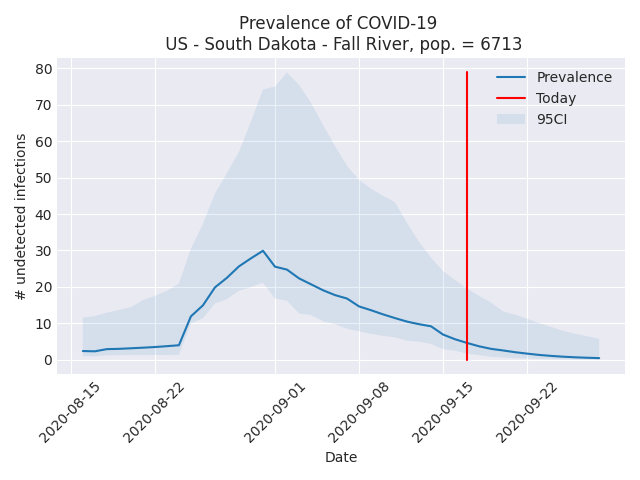 Prevalence of COVID-19
US - South Dakota - Fall River, pop. = 6713
Prevalence
Today
95CI
# undetected infections
80
70
60
50
40
30
20
10
0
2020-08-15
2020-08-22
2020-09-01
2020-09-08
2020-09-15
2020-09-22
Date